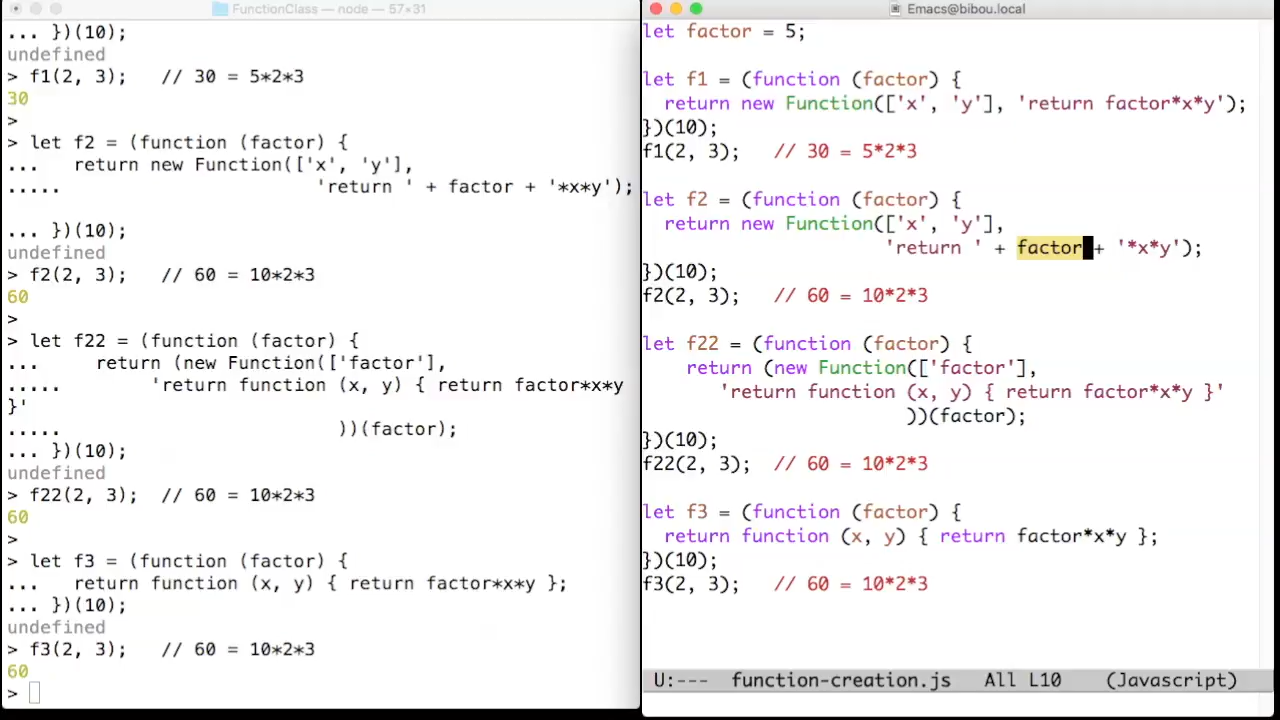 FunctionClass — node — 57×31
... })(10);
undefined
> f1(2, 3);   // 30 = 5*2*3
30
>
> let f2 = (function (factor) {
...   return new Function(['x', 'y'],
.....                       'return ' + factor + '*x*y');
... })(10);
undefined
> f2(2, 3);   // 60 = 10*2*3
60
>
> let f22 = (function (factor) {
...     return (new Function(['factor'],
.....        'return function (x, y) { return factor*x*y
}'
.....                         ))(factor);
... })(10);
undefined
> f22(2, 3);  // 60 = 10*2*3
60
>
> let f3 = (function (factor) {
...   return function (x, y) { return factor*x*y };
... })(10);
undefined
> f3(2, 3);   // 60 = 10*2*3
60
>
Emacs@bibou.local
let factor = 5;
let f1 = (function (factor) {
  return new Function(['x', 'y'], 'return factor*x*y');
})(10);
f1(2, 3);   // 30 = 5*2*3
let f2 = (function (factor) {
  return new Function(['x', 'y'],
                      'return ' + factor + '*x*y');
})(10);
f2(2, 3);   // 60 = 10*2*3
let f22 = (function (factor) {
    return (new Function(['factor'],
       'return function (x, y) { return factor*x*y }'
                        ))(factor);
})(10);
f22(2, 3);  // 60 = 10*2*3
let f3 = (function (factor) {
  return function (x, y) { return factor*x*y };
})(10);
f3(2, 3);   // 60 = 10*2*3
U:---  function-creation.js   All L10    (Javascript)